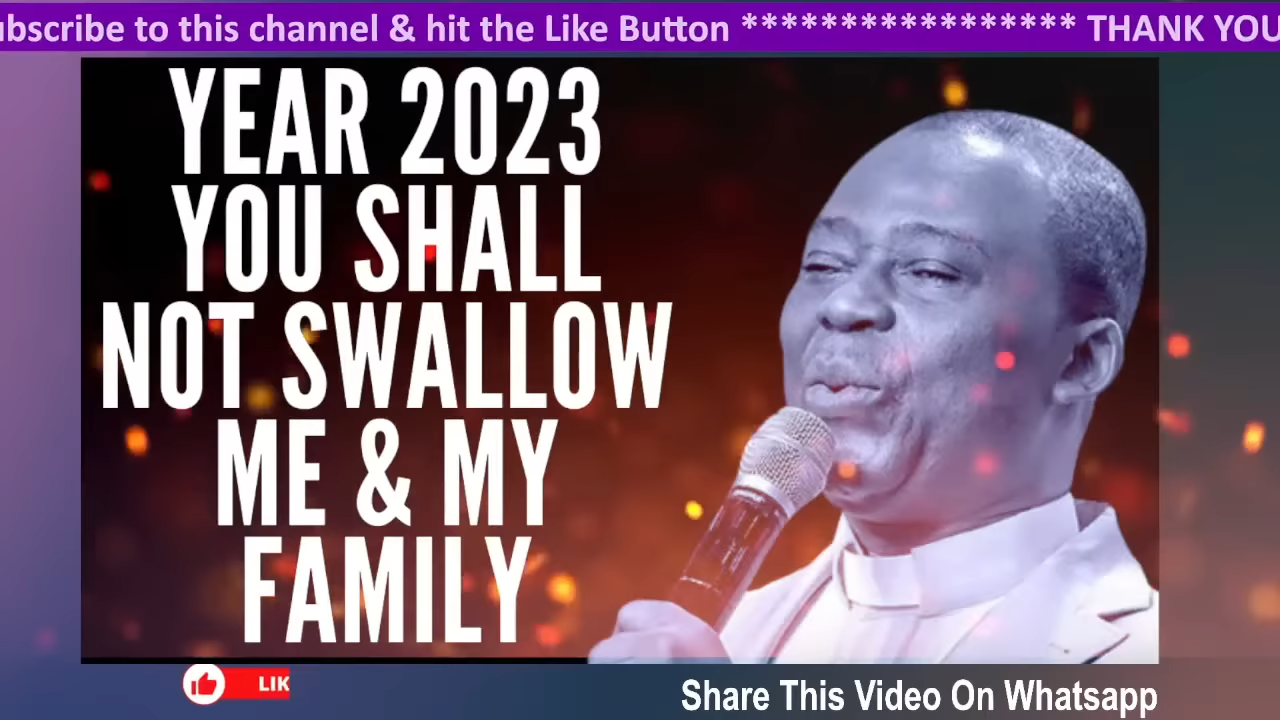 ubscribe to this channel & hit the Like Button ***************** THANK YOU
YEAR 2023
YOU SHALL
NOT SWALLOW
ME & MY
FAMILY
LIK
Share This Video On Whatsapp